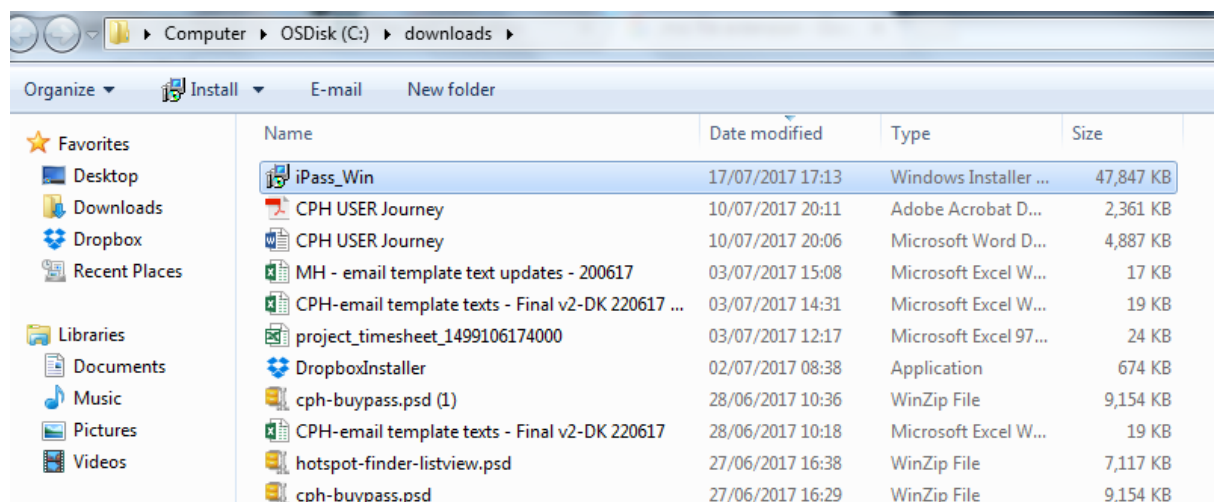 Computer OSDisk (C:) downloads
Organize Install E-mail New folder
Favorites
Desktop
Downloads
Dropbox
Recent Places
Libraries
Documents
Music
Pictures
Videos
Name Date modified Type Size
iPass_Win 17/07/2017 17:13 Windows Installer ... 47,847 KB
CPH USER Journey 10/07/2017 20:11 Adobe Acrobat D... 2,361 KB
CPH USER Journey 10/07/2017 20:06 Microsoft Word D... 4,887 KB
MH - email template text updates - 200617 03/07/2017 15:08 Microsoft Excel W... 17 KB
CPH-email template texts - Final v2-DK 220617 ... 03/07/2017 14:31 Microsoft Excel W... 19 KB
project_timesheet_1499106174000 03/07/2017 12:17 Microsoft Excel 97... 24 KB
DropboxInstaller 02/07/2017 08:38 Application 674 KB
cph-buypass.psd (1) 28/06/2017 10:36 WinZip File 9,154 KB
CPH-email template texts - Final v2-DK 220617 28/06/2017 10:18 Microsoft Excel W... 19 KB
hotspot-finder-listview.psd 27/06/2017 16:38 WinZip File 7,117 KB
cph-buypass.psd 27/06/2017 16:29 WinZip File 9,154 KB